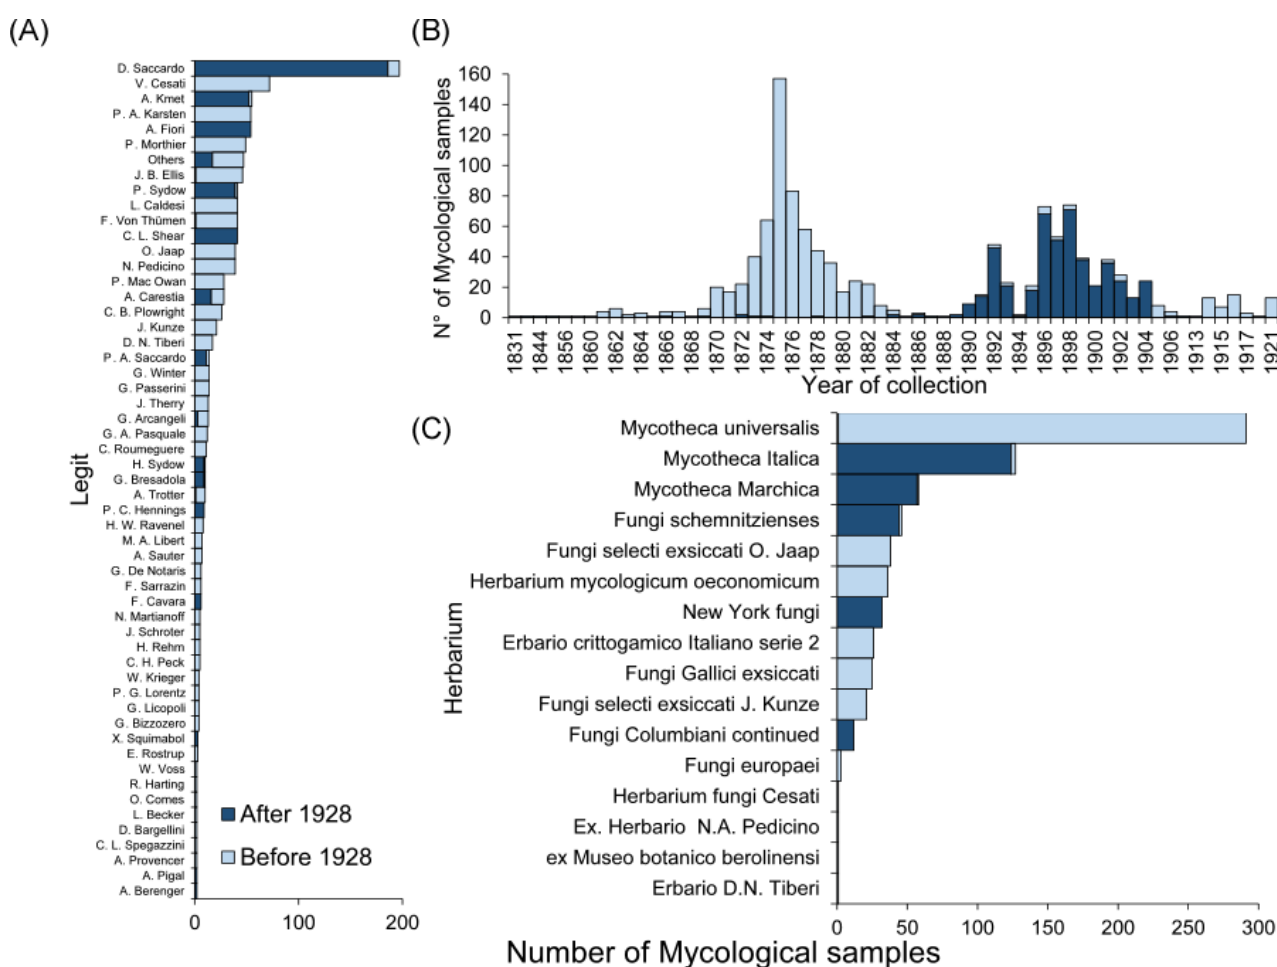 (A)
D. Saccardo
V. Cesati
A. Kmet
P. A. Karsten
A. Fiori
P. Morthier
Others
J. B. Ellis
P. Sydow
L. Caldesi
F. Von Thümen
C. L. Shear
O. Jaap
N. Pedicino
P. Mac Owan
A. Carestia
C. B. Plowright
J. Kunze
D. N. Tiberi
P. A. Saccardo
G. Winter
G. Passerini
J. Therry
G. Arcangeli
G. A. Pasquale
C. Roumeguere
H. Sydow
G. Bresadola
A. Trotter
P. C. Hennings
H. W. Ravenel
M. A. Libert
A. Sauter
G. De Notaris
F. Sarrazin
F. Cavara
N. Martianoff
J. Schroter
H. Rehm
C. H. Peck
W. Krieger
P. G. Lorentz
G. Licopoli
G. Bizzozero
X. Squimabol
E. Rostrup
W. Voss
R. Harting
O. Comes
L. Becker
D. Bargellini
C. L. Spegazzini
A. Provencer
A. Pigal
A. Berenger
Legit
After 1928
Before 1928
0 100 200
(B)
N° of Mycological samples
160
140
120
100
80
60
40
20
0
1831 1844 1856 1860 1862 1864 1866 1868 1870 1872 1874 1876 1878 1880 1882 1884 1886 1888 1890 1892 1894 1896 1898 1900 1902 1904 1906 1913 1915 1917 1921
Year of collection
(C)
Herbarium
Mycotheca universalis
Mycotheca Italica
Mycotheca Marchica
Fungi schemnitzienses
Fungi selecti exsiccati O. Jaap
Herbarium mycologicum oeconomicum
New York fungi
Erbario crittogamico Italiano serie 2
Fungi Gallici exsiccati
Fungi selecti exsiccati J. Kunze
Fungi Columbiani continued
Fungi europaei
Herbarium fungi Cesati
Ex. Herbario N.A. Pedicino
ex Museo botanico berolinensi
Erbario D.N. Tiberi
0 50 100 150 200 250 300
Number of Mycological samples